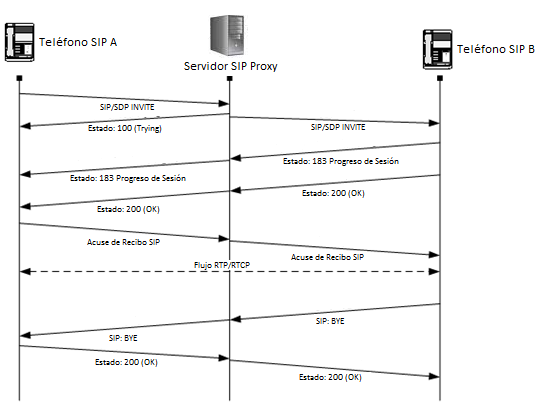 Teléfono SIP A
Servidor SIP Proxy
Teléfono SIP B
SIP/SDP INVITE
Estado: 100 (Trying)
SIP/SDP INVITE
Estado: 183 Progreso de Sesión
Estado: 183 Progreso de Sesión
Estado: 200 (OK)
Estado: 200 (OK)
Acuse de Recibo SIP
Acuse de Recibo SIP
Flujo RTP/RTCP
SIP: BYE
SIP: BYE
Estado: 200 (OK)
Estado: 200 (OK)